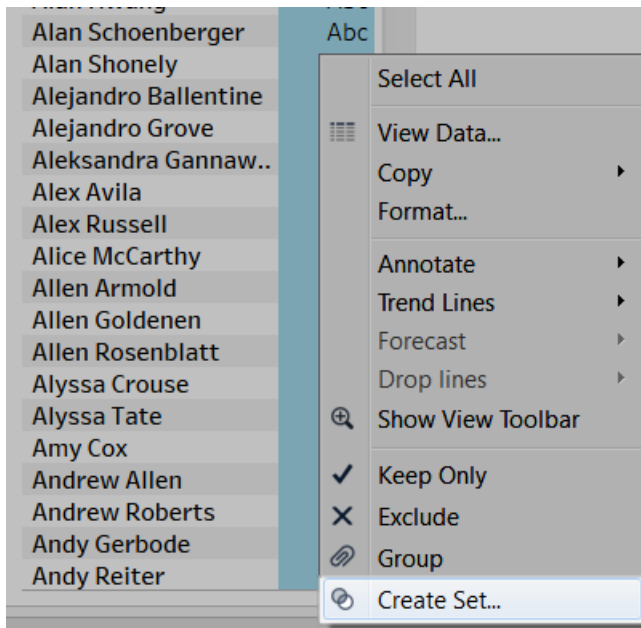 Alan Schoenberger Abc
Alan Shonely
Alejandro Ballentine
Alejandro Grove
Aleksandra Gannaw..
Alex Avila
Alex Russell
Alice McCarthy
Allen Armold
Allen Goldenen
Allen Rosenblatt
Alyssa Crouse
Alyssa Tate
Amy Cox
Andrew Allen
Andrew Roberts
Andy Gerbode
Andy Reiter
Select All
View Data...
Copy
Format...
Annotate
Trend Lines
Forecast
Drop lines
Show View Toolbar
Keep Only
Exclude
Group
Create Set...